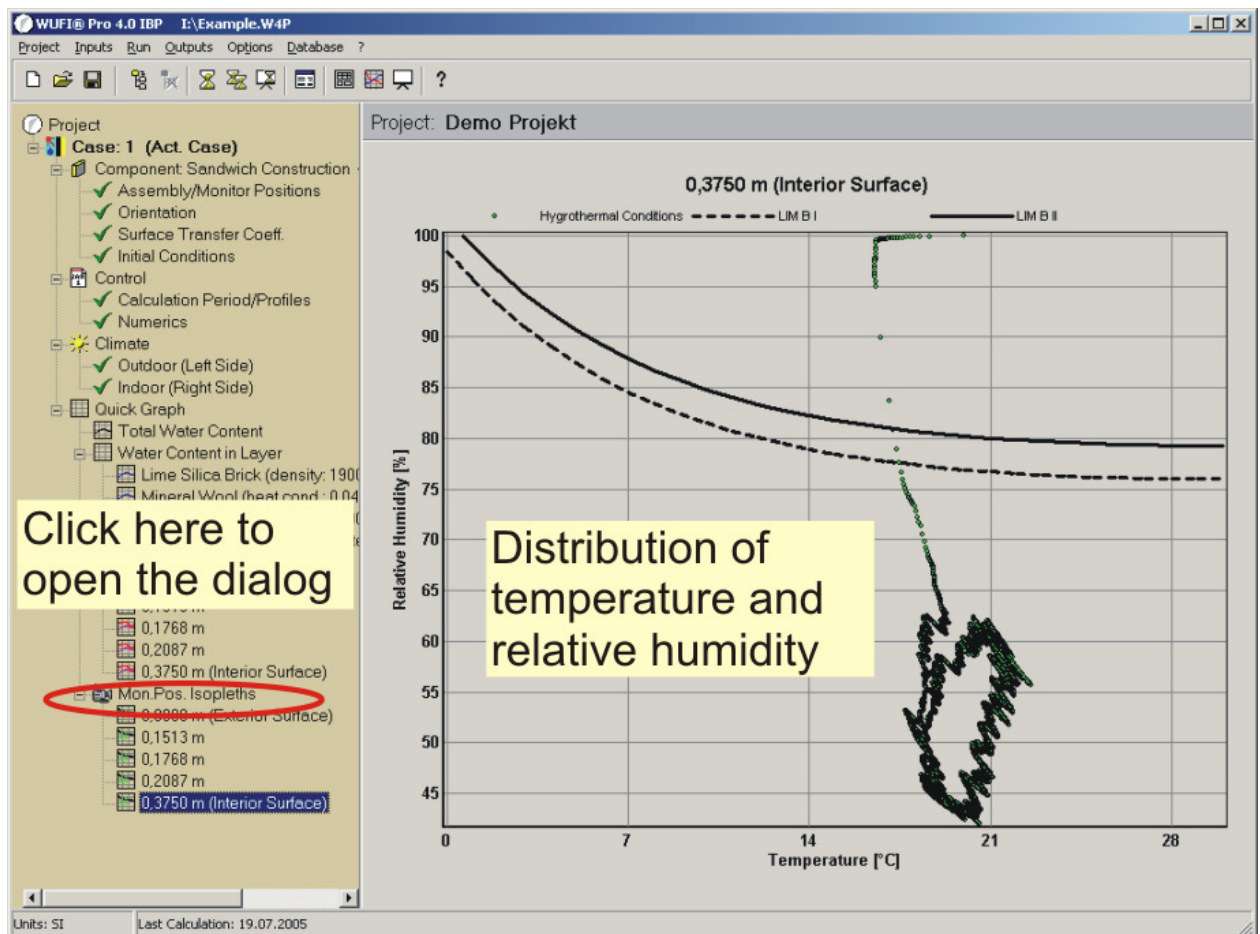 WUFI® Pro 4.0 IBP I:\Example.W4P
Project Inputs Run Outputs Options Database ?
?
Project
Case: 1 (Act. Case)
Component: Sandwich Construction
Assembly/Monitor Positions
Orientation
Surface Transfer Coeff.
Initial Conditions
Control
Calculation Period/Profiles
Numerics
Climate
Outdoor (Left Side)
Indoor (Right Side)
Quick Graph
Total Water Content
Water Content in Layer
Lime Silica Brick (density: 1900
Mineral Wool (heat cond.: 0,04
Click here to
open the dialog
0,1768 m
0,2087 m
0,3750 m (Interior Surface)
Mon.Pos. Isopleths
0,0000 m (Exterior Surface)
0,1513 m
0,1768 m
0,2087 m
0,3750 m (Interior Surface)
Project: Demo Projekt
0,3750 m (Interior Surface)
Hygrothermal Conditions LIM B I LIM B II
100
95
90
85
80
75
70
65
60
55
50
45
Relative Humidity [%]
Distribution of
temperature and
relative humidity
0 7 14 21 28
Temperature [°C]
Units: SI Last Calculation: 19.07.2005